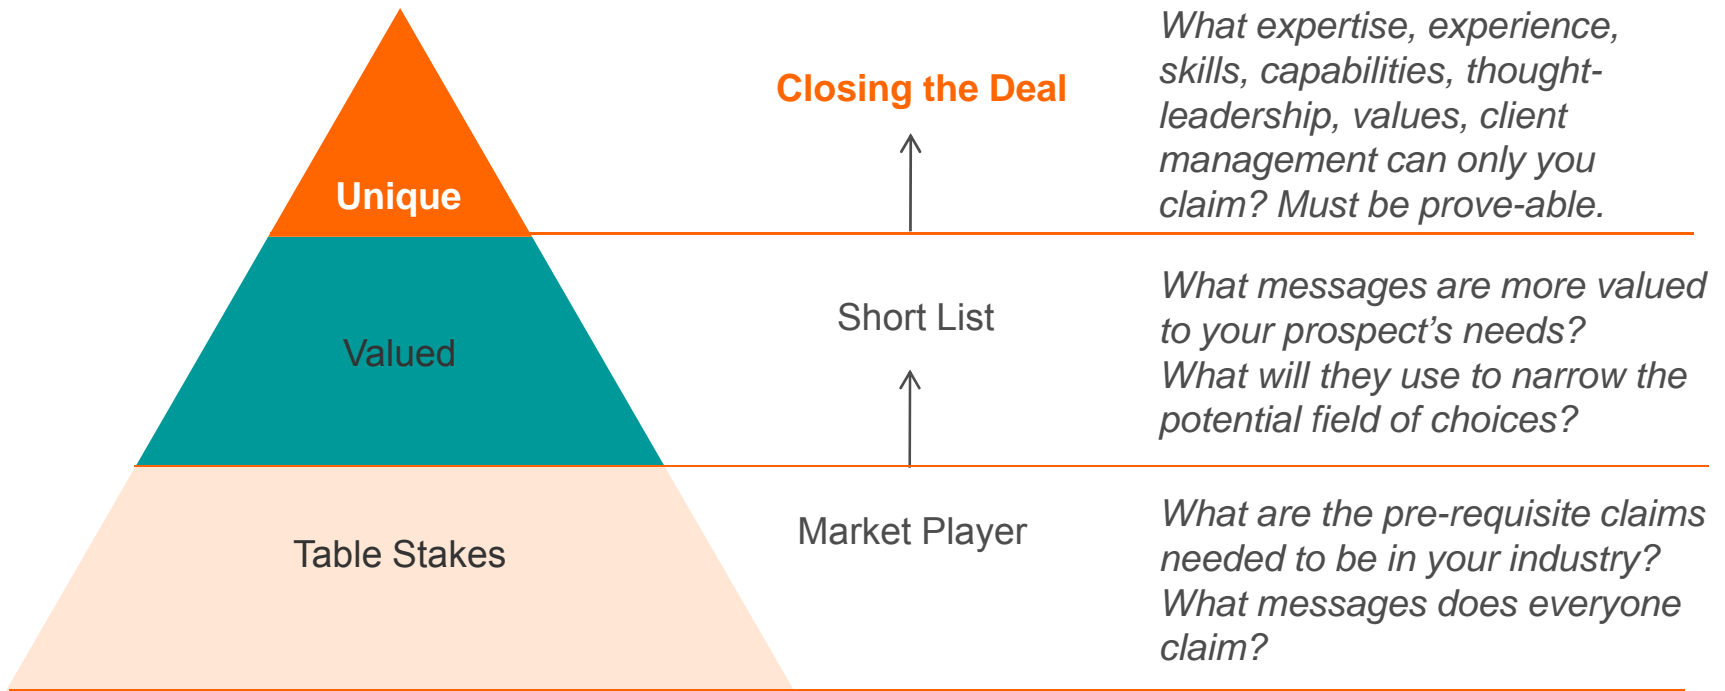 Unique
Closing the Deal
What expertise, experience,
skills, capabilities, thought-
leadership, values, client
management can only you
claim? Must be prove-able.
Valued
Short List
What messages are more valued
to your prospect’s needs?
What will they use to narrow the
potential field of choices?
Table Stakes
Market Player
What are the pre-requisite claims
needed to be in your industry?
What messages does everyone
claim?